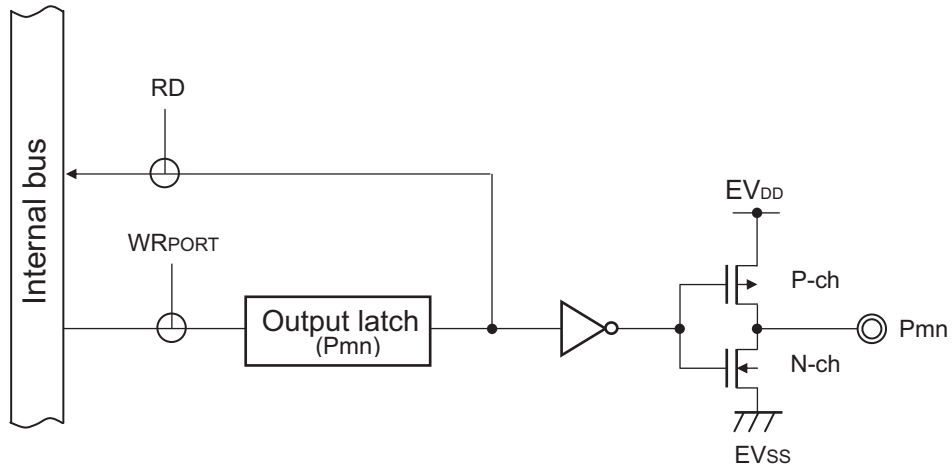 Internal bus
RD
WRPORT
Output latch
(Pmn)
EVDD
P-ch
N-ch
Pmn
EVSS